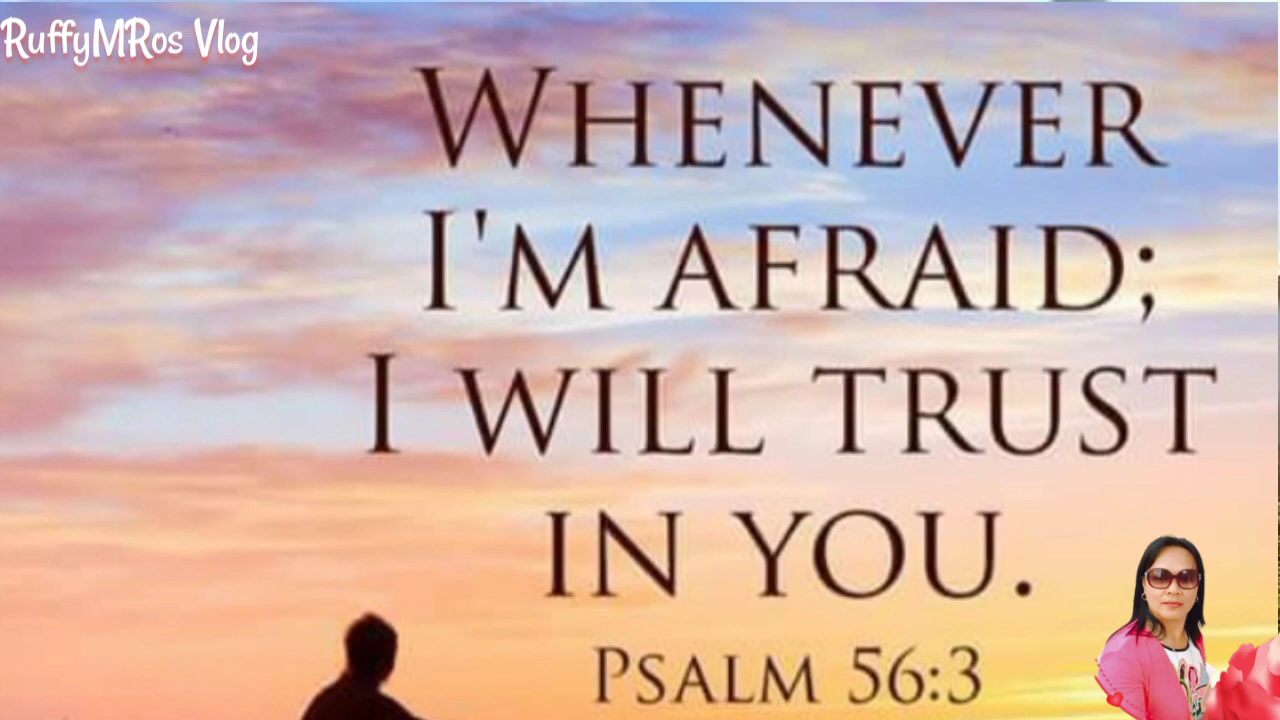 RuffyMRos Vlog
WHENEVER
I'M AFRAID;
I WILL TRUST
IN YOU.
PSALM 56:3